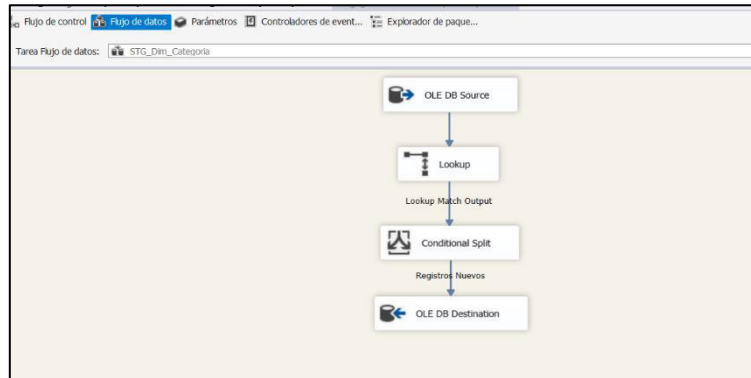 Flujo de control Flujo de datos Parámetros Controladores de event... Explorador de paque...
Tarea Flujo de datos: STG_Dim_Categoria
OLE DB Source
Lookup
Lookup Match Output
Conditional Split
Registros Nuevos
OLE DB Destination